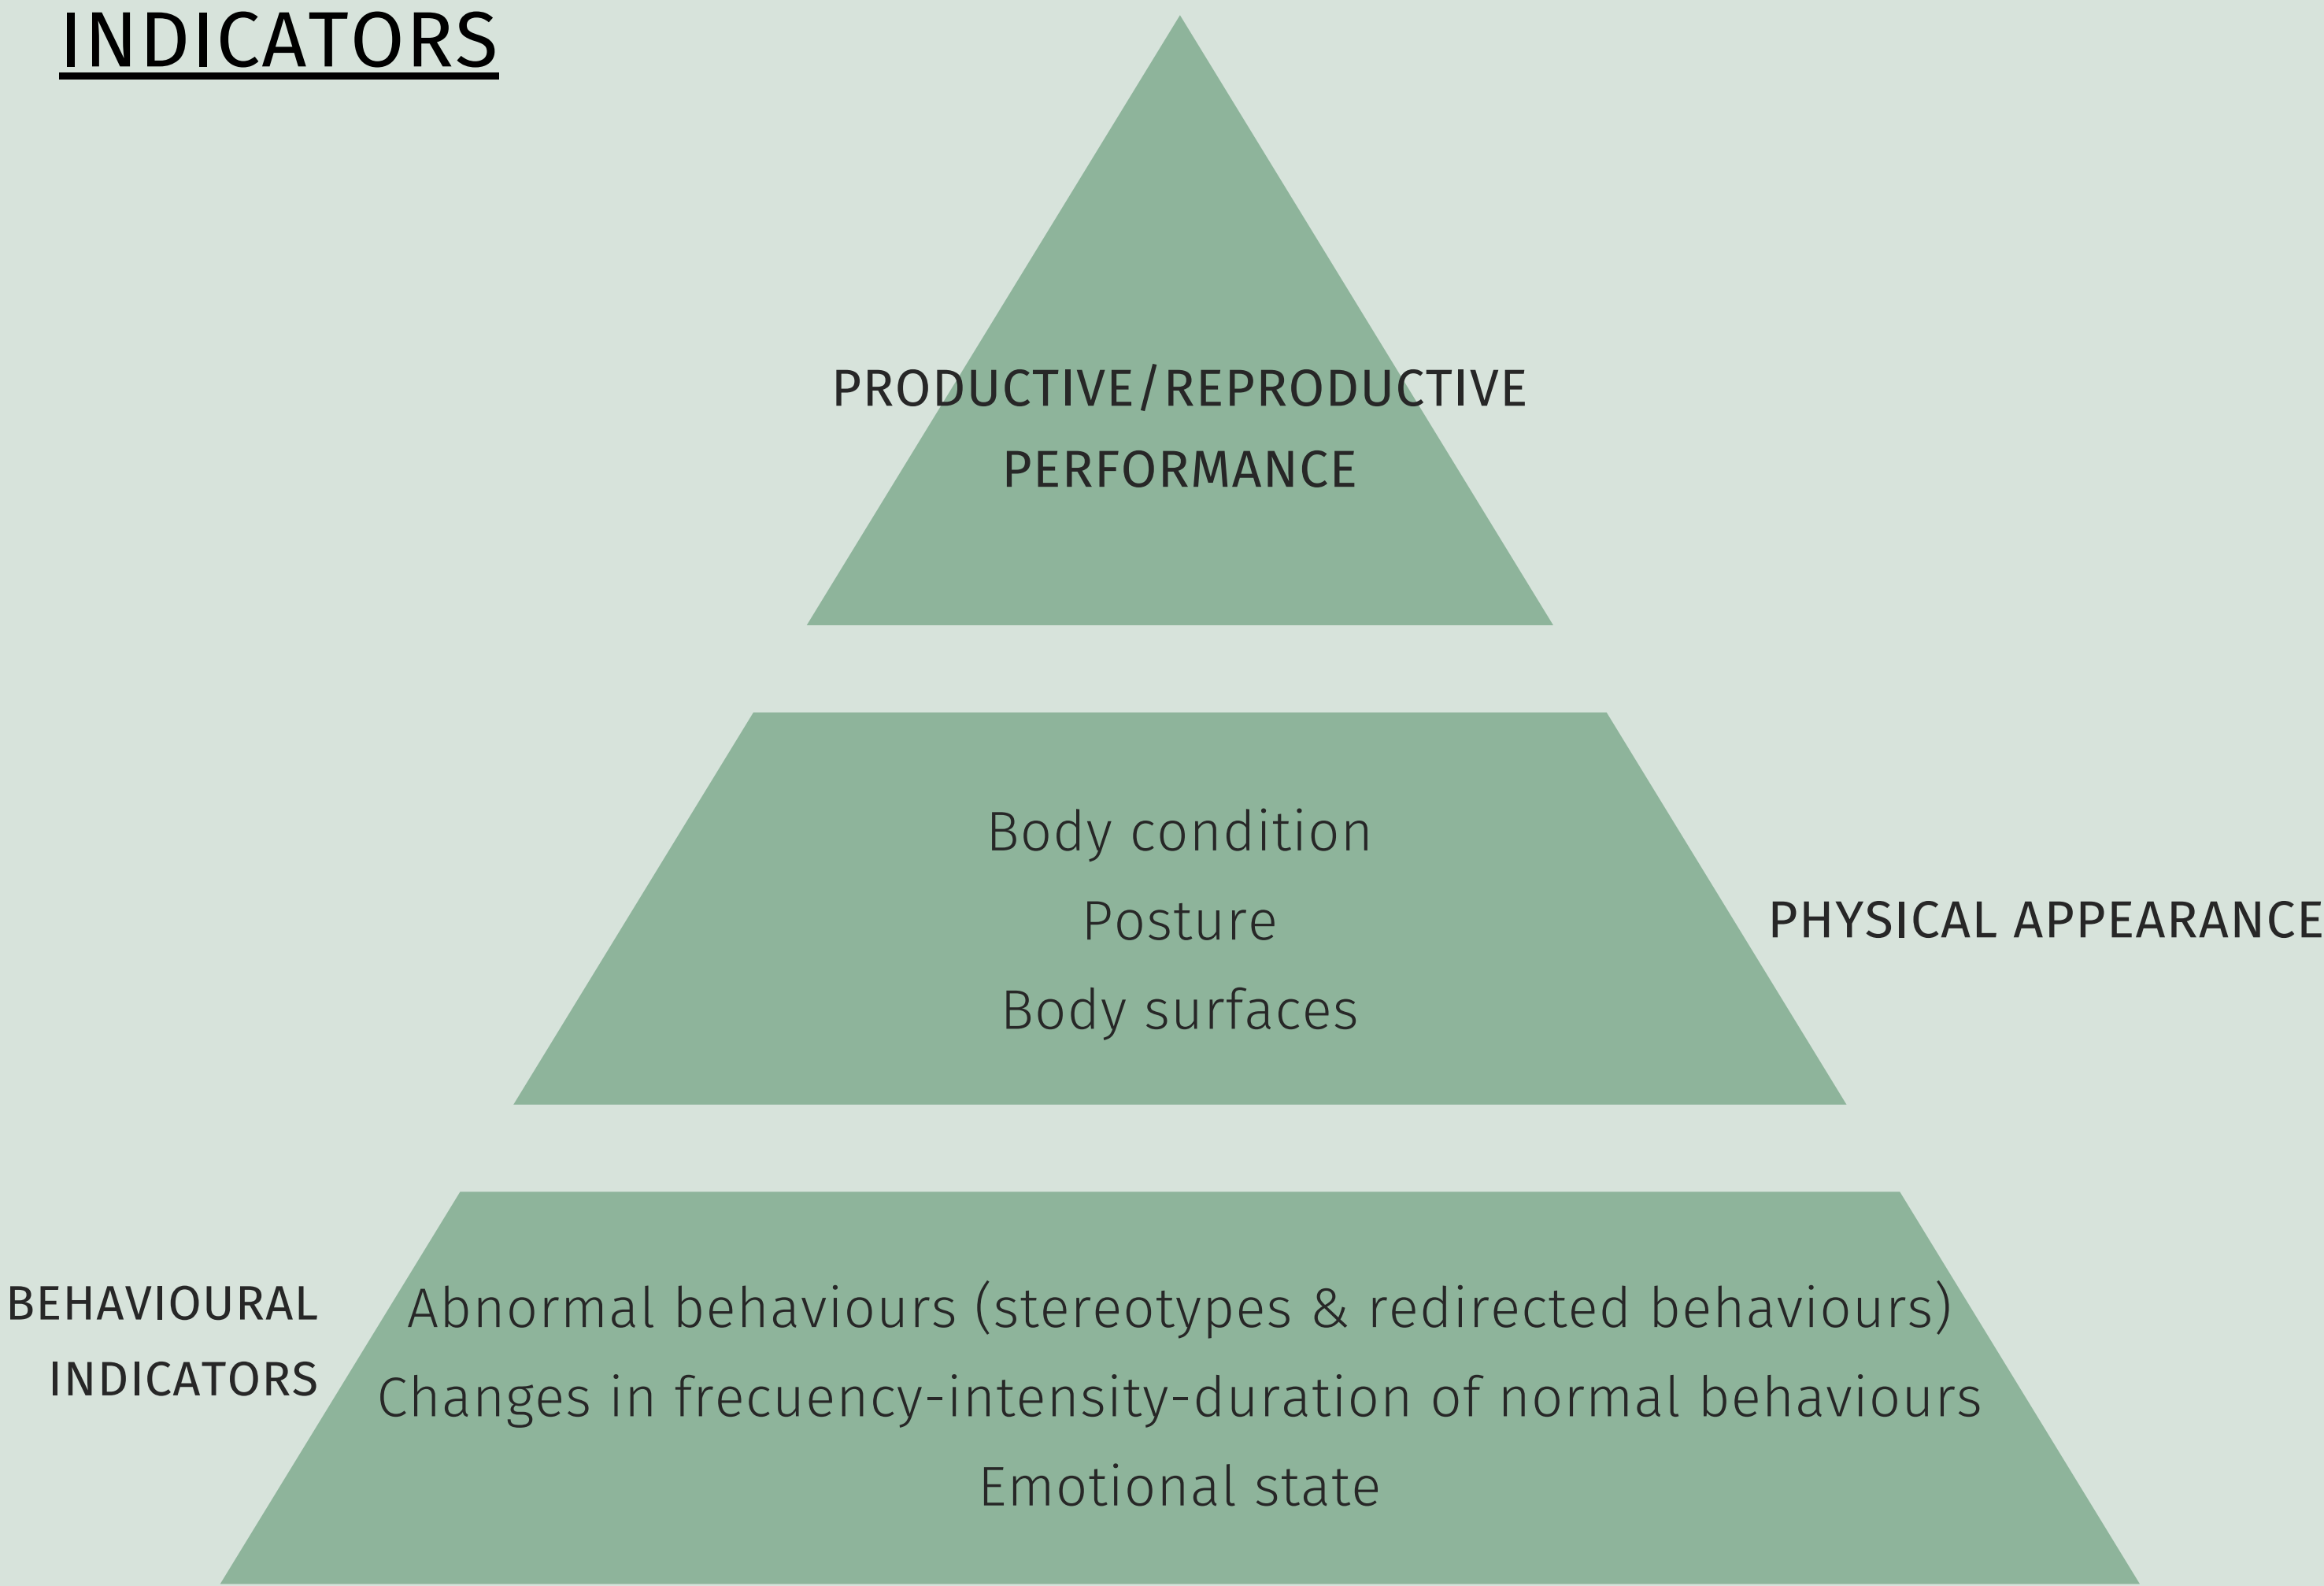 INDICATORS
PRODUCTIVE/REPRODUCTIVE
PERFORMANCE
Body condition
Posture
Body surfaces
PHYSICAL APPEARANCE
BEHAVIOURAL
INDICATORS
Abnormal behaviours (stereotypes & redirected behaviours)
Changes in frecuency-intensity-duration of normal behaviours
Emotional state